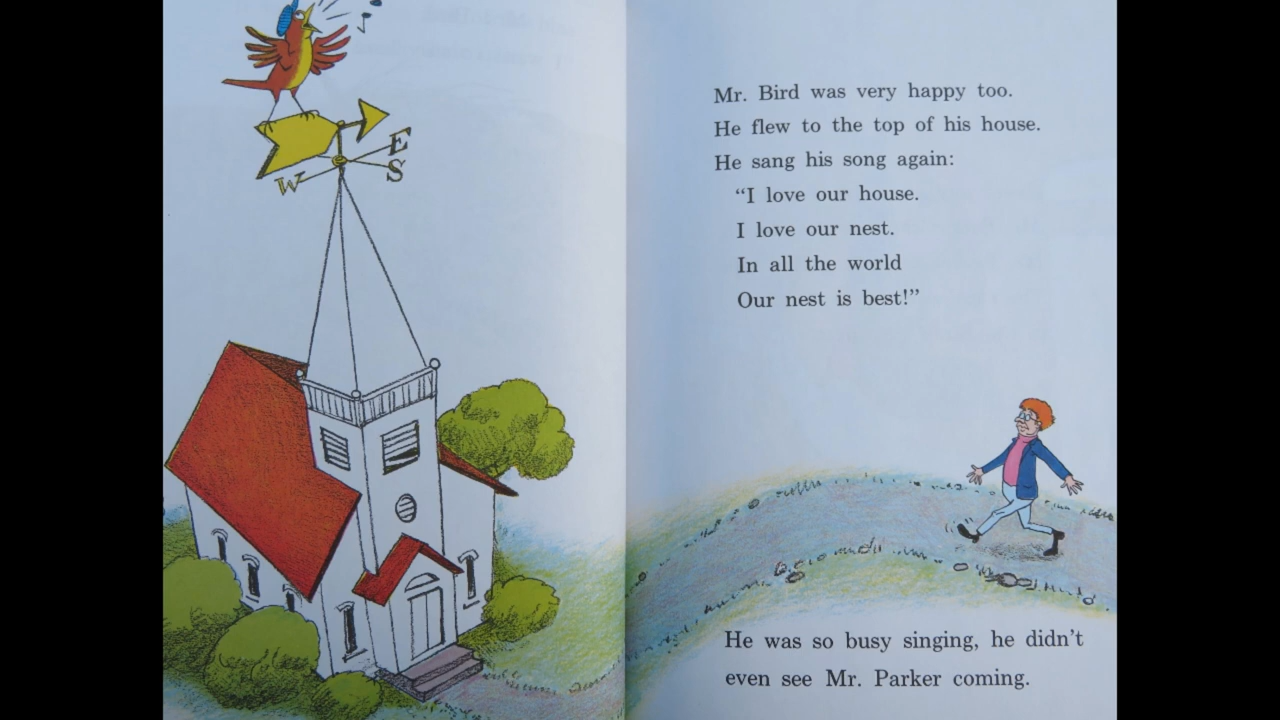 E
S
W
Mr. Bird was very happy too.
He flew to the top of his house.
He sang his song again:
“I love our house.
I love our nest.
In all the world
Our nest is best!”
He was so busy singing, he didn’t
even see Mr. Parker coming.